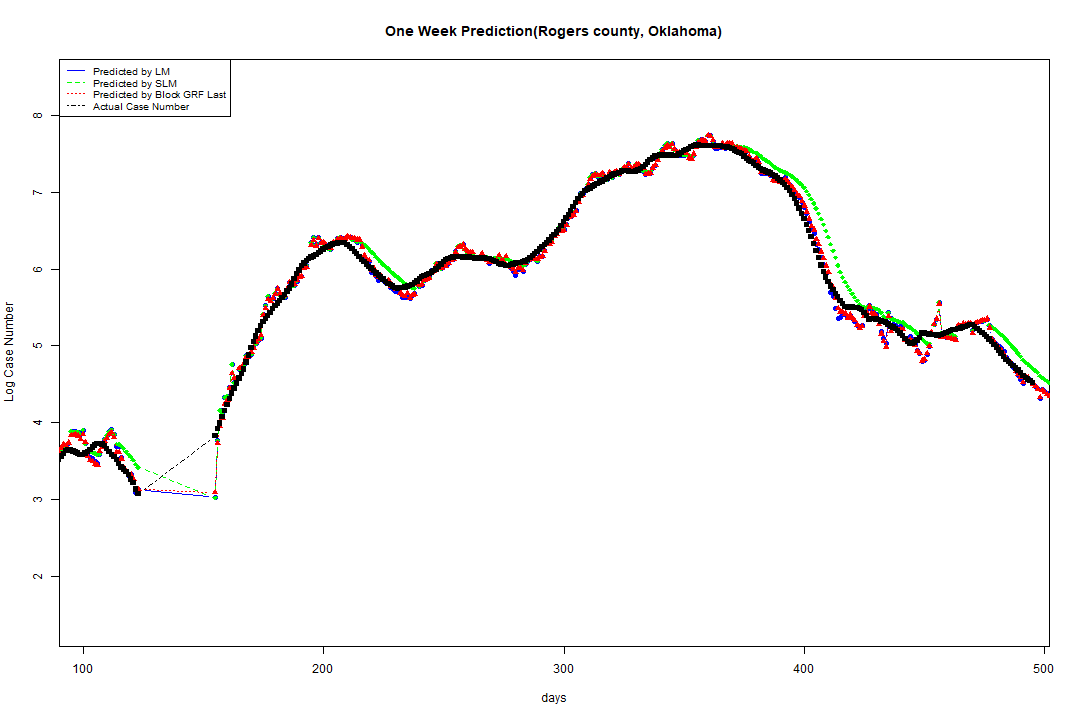 One Week Prediction(Rogers county, Oklahoma)
Predicted by LM
Predicted by SLM
Predicted by Block GRF Last
Actual Case Number
8
7
6
5
4
3
2
Log Case Number
100 200 300 400 500
days